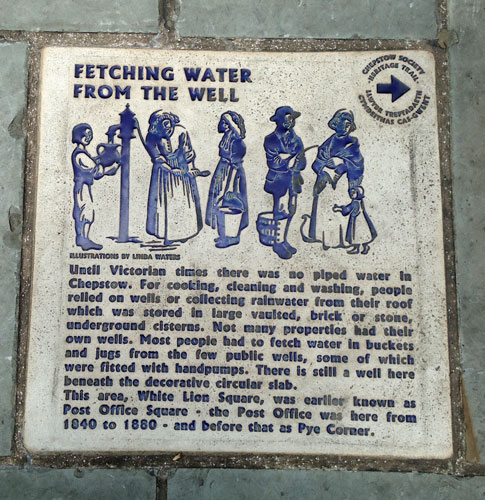 FETCHING WATER
FROM THE WELL
CHEPSTOW SOCIETY
-HERITAGE TRAIL-
LLWYBR TREFTADAETH
CYMDEITHAS CAS-GWENT
ILLUSTRATIONS BY LINDA WATERS
Until Victorian times there was no piped water in
Chepstow. For cooking, cleaning and washing, people
relied on wells or collecting rainwater from their roof
which was stored in large vaulted, brick or stone,
underground cisterns. Not many properties had their
own wells. Most people had to fetch water in buckets
and jugs from the few public wells, some of which
were fitted with handpumps. There is still a well here
beneath the decorative circular slab.
This area, White Lion Square, was earlier known as
Post Office Square - the Post Office was here from
1840 to 1880 - and before that as Pye Corner.